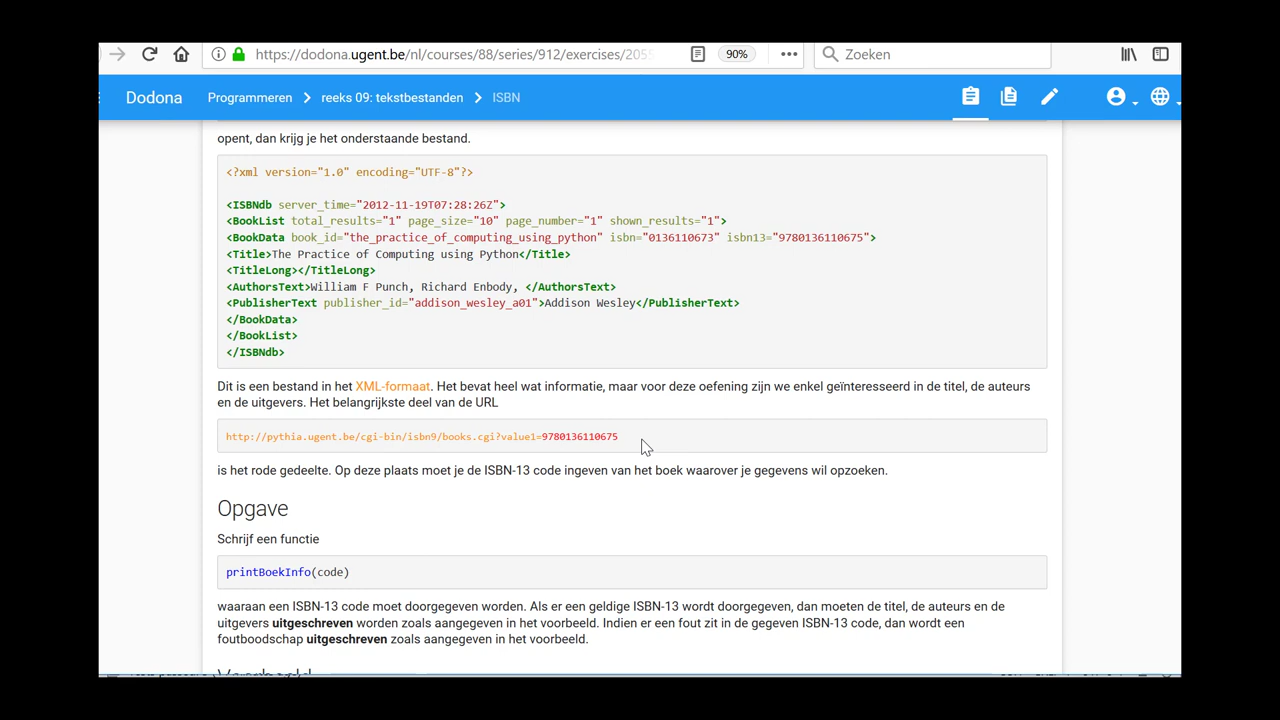 https://dodona.ugent.be/nl/courses/88/series/912/exercises/2055
90%
Zoeken
Dodona
Programmeren
reeks 09: tekstbestanden
ISBN
opent, dan krijg je het onderstaande bestand.
<?xml version="1.0" encoding="UTF-8"?>
<ISBNdb server_time="2012-11-19T07:28:26Z">
<BookList total_results="1" page_size="10" page_number="1" shown_results="1">
<BookData book_id="the_practice_of_computing_using_python" isbn="0136110673" isbn13="9780136110675">
<Title>The Practice of Computing using Python</Title>
<TitleLong></TitleLong>
<AuthorsText>William F Punch, Richard Enbody, </AuthorsText>
<PublisherText publisher_id="addison_wesley_a01">Addison Wesley</PublisherText>
</BookData>
</BookList>
</ISBNdb>
Dit is een bestand in het XML-formaat. Het bevat heel wat informatie, maar voor deze oefening zijn we enkel geïnteresseerd in de titel, de auteurs
en de uitgevers. Het belangrijkste deel van de URL
http://pythia.ugent.be/cgi-bin/isbn9/books.cgi?value1=9780136110675
is het rode gedeelte. Op deze plaats moet je de ISBN-13 code ingeven van het boek waarover je gegevens wil opzoeken.
Opgave
Schrijf een functie
printBoekInfo(code)
waaraan een ISBN-13 code moet doorgegeven worden. Als er een geldige ISBN-13 wordt doorgegeven, dan moeten de titel, de auteurs en de
uitgevers uitgeschreven worden zoals aangegeven in het voorbeeld. Indien er een fout zit in de gegeven ISBN-13 code, dan wordt een
foutboodschap uitgeschreven zoals aangegeven in het voorbeeld.